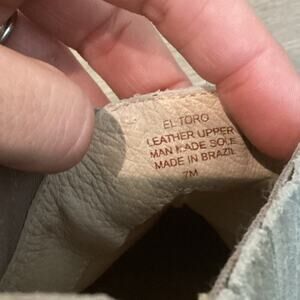 EL TORO
LEATHER UPPER
MAN MADE SOLE
MADE IN BRAZIL
7M